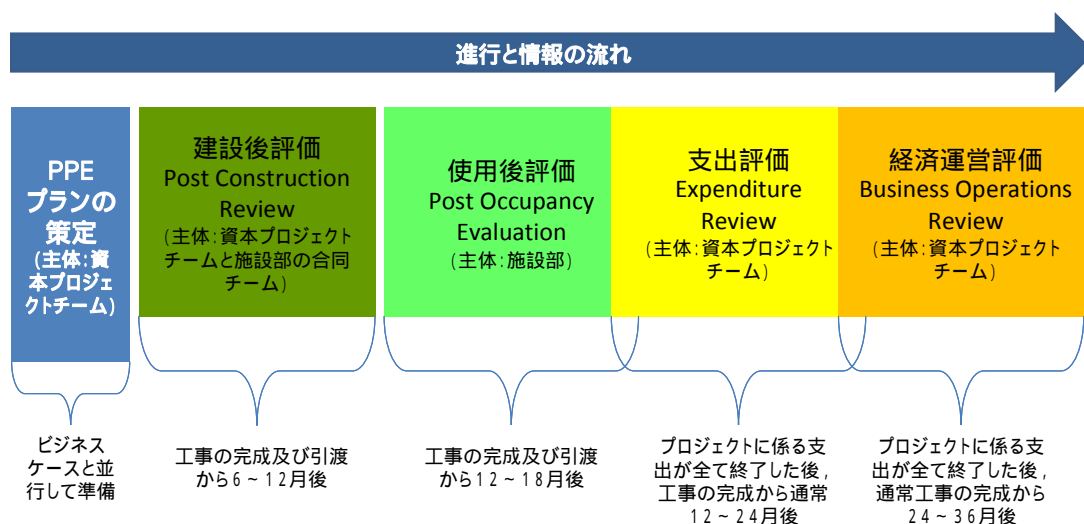 進行と情報の流れ
PPE
プランの
策定
(主体:資
本プロジェ
クトチーム)
建設後評価
Post Construction
Review
(主体:資本プロジェクト
チームと施設部の合同
チーム)
使用後評価
Post Occupancy
Evaluation
(主体:施設部)
支出評価
Expenditure
Review
(主体:資本プロジェクト
チーム)
経済運営評価
Business Operations
Review
(主体:資本プロジェクト
チーム)
ビジネス
ケースと並
行して準備
工事の完成及び引渡
から6~12月後
工事の完成及び引渡
から12~18月後
プロジェクトに係る支
出が全て終了した後,
工事の完成から通常
12~24月後
プロジェクトに係る支
出が全て終了した後,
通常工事の完成から
24~36月後